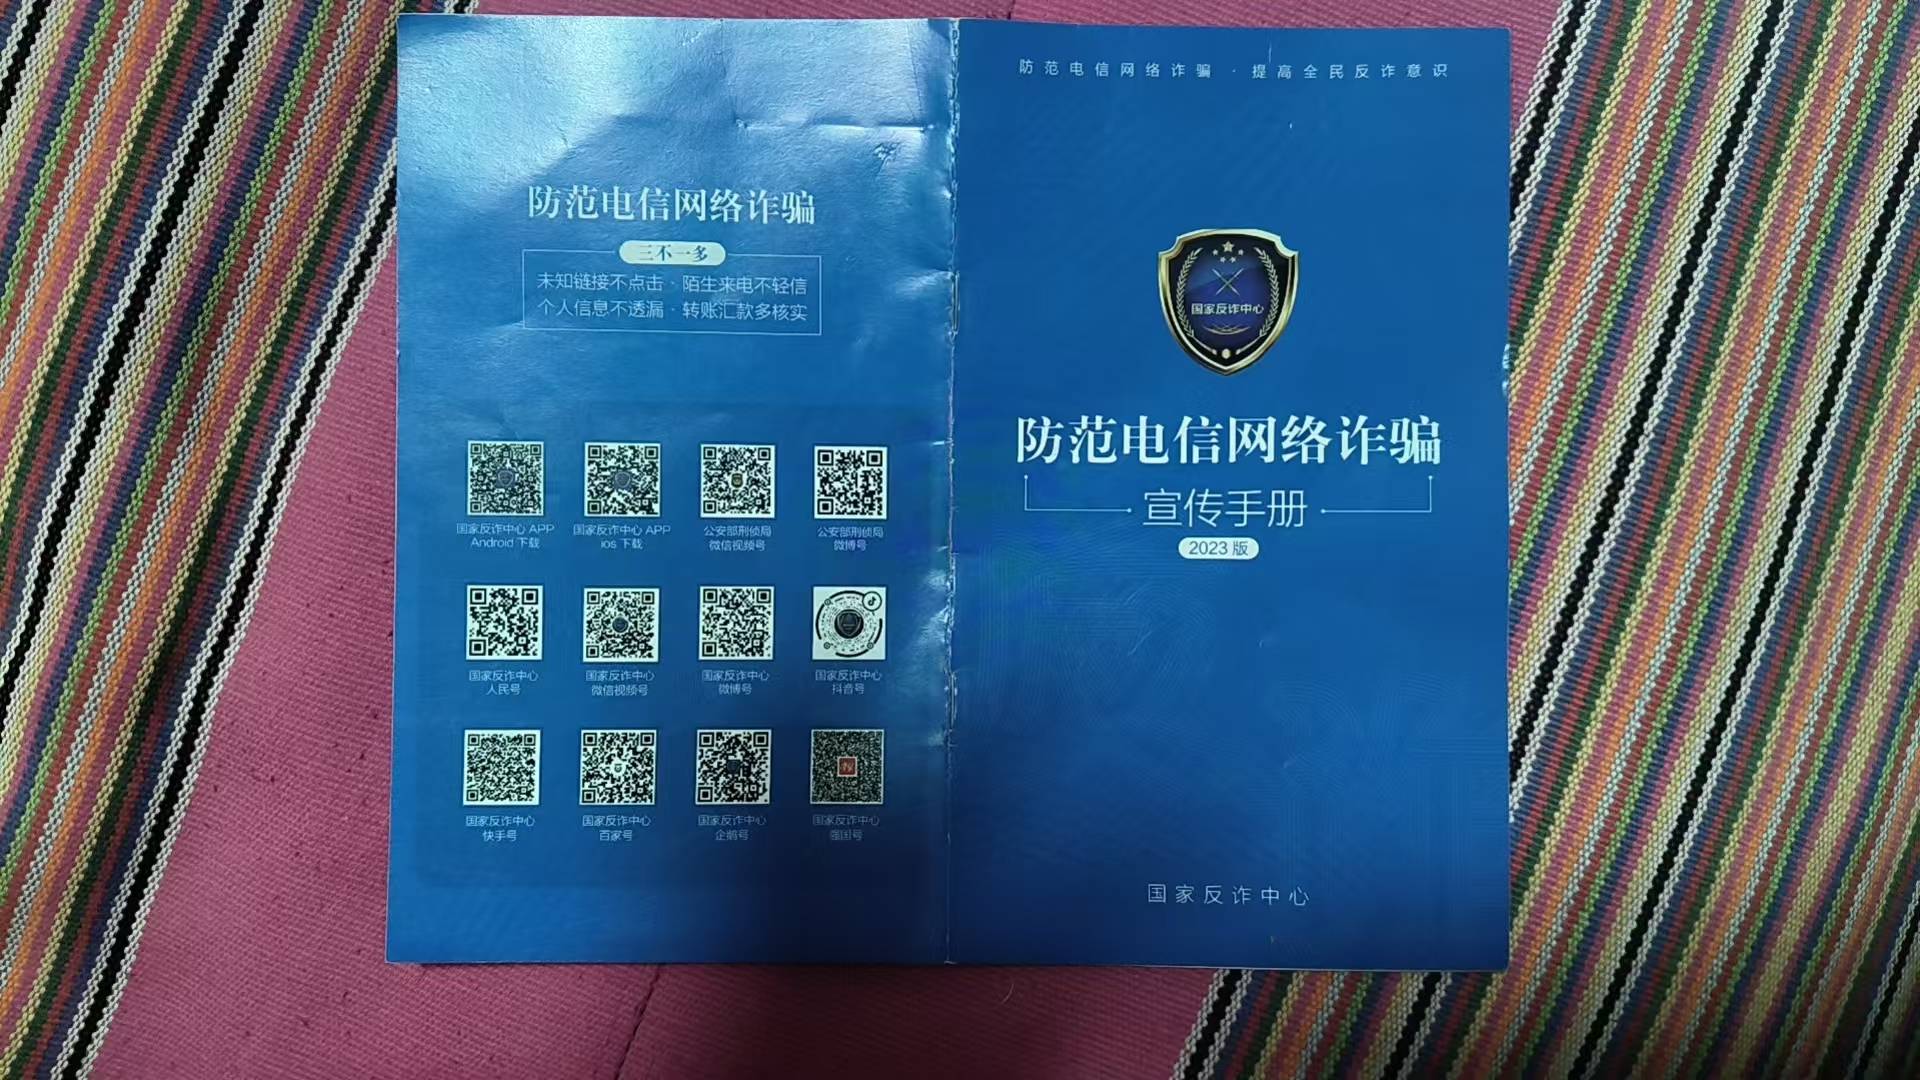 防范电信网络诈骗
三不一多
未知链接不点击·陌生来电不轻信
个人信息不透漏·转账汇款多核实
国家反诈中心 APP
Android 下载
国家反诈中心 APP
ios 下载
公安部刑侦局
微信视频号
公安部刑侦局
微博号
国家反诈中心
人民号
国家反诈中心
微信视频号
国家反诈中心
微博号
国家反诈中心
抖音号
国家反诈中心
快手号
国家反诈中心
百家号
国家反诈中心
企鹅号
国家反诈中心
强国号
防范电信网络诈骗·提高全民反诈意识
国家反诈中心
防范电信网络诈骗
宣传手册
2023 版
国家反诈中心